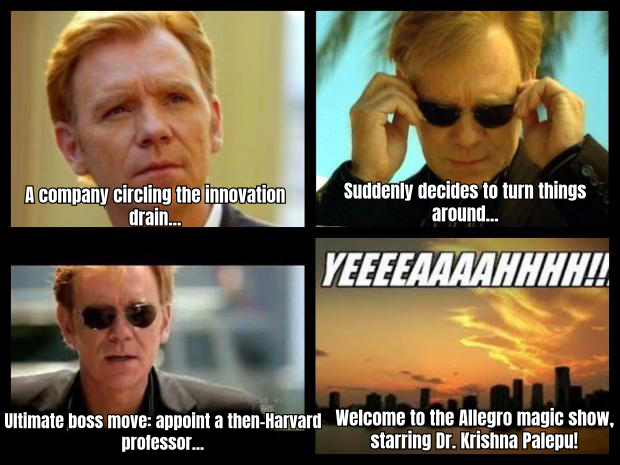 A company circling the innovation
drain...
Suddenly decides to turn things
around...
Ultimate boss move: appoint a then-Harvard
professor...
YEEEEAAAAHHHH!!!
Welcome to the Allegro magic show,
starring Dr. Krishna Palepu!